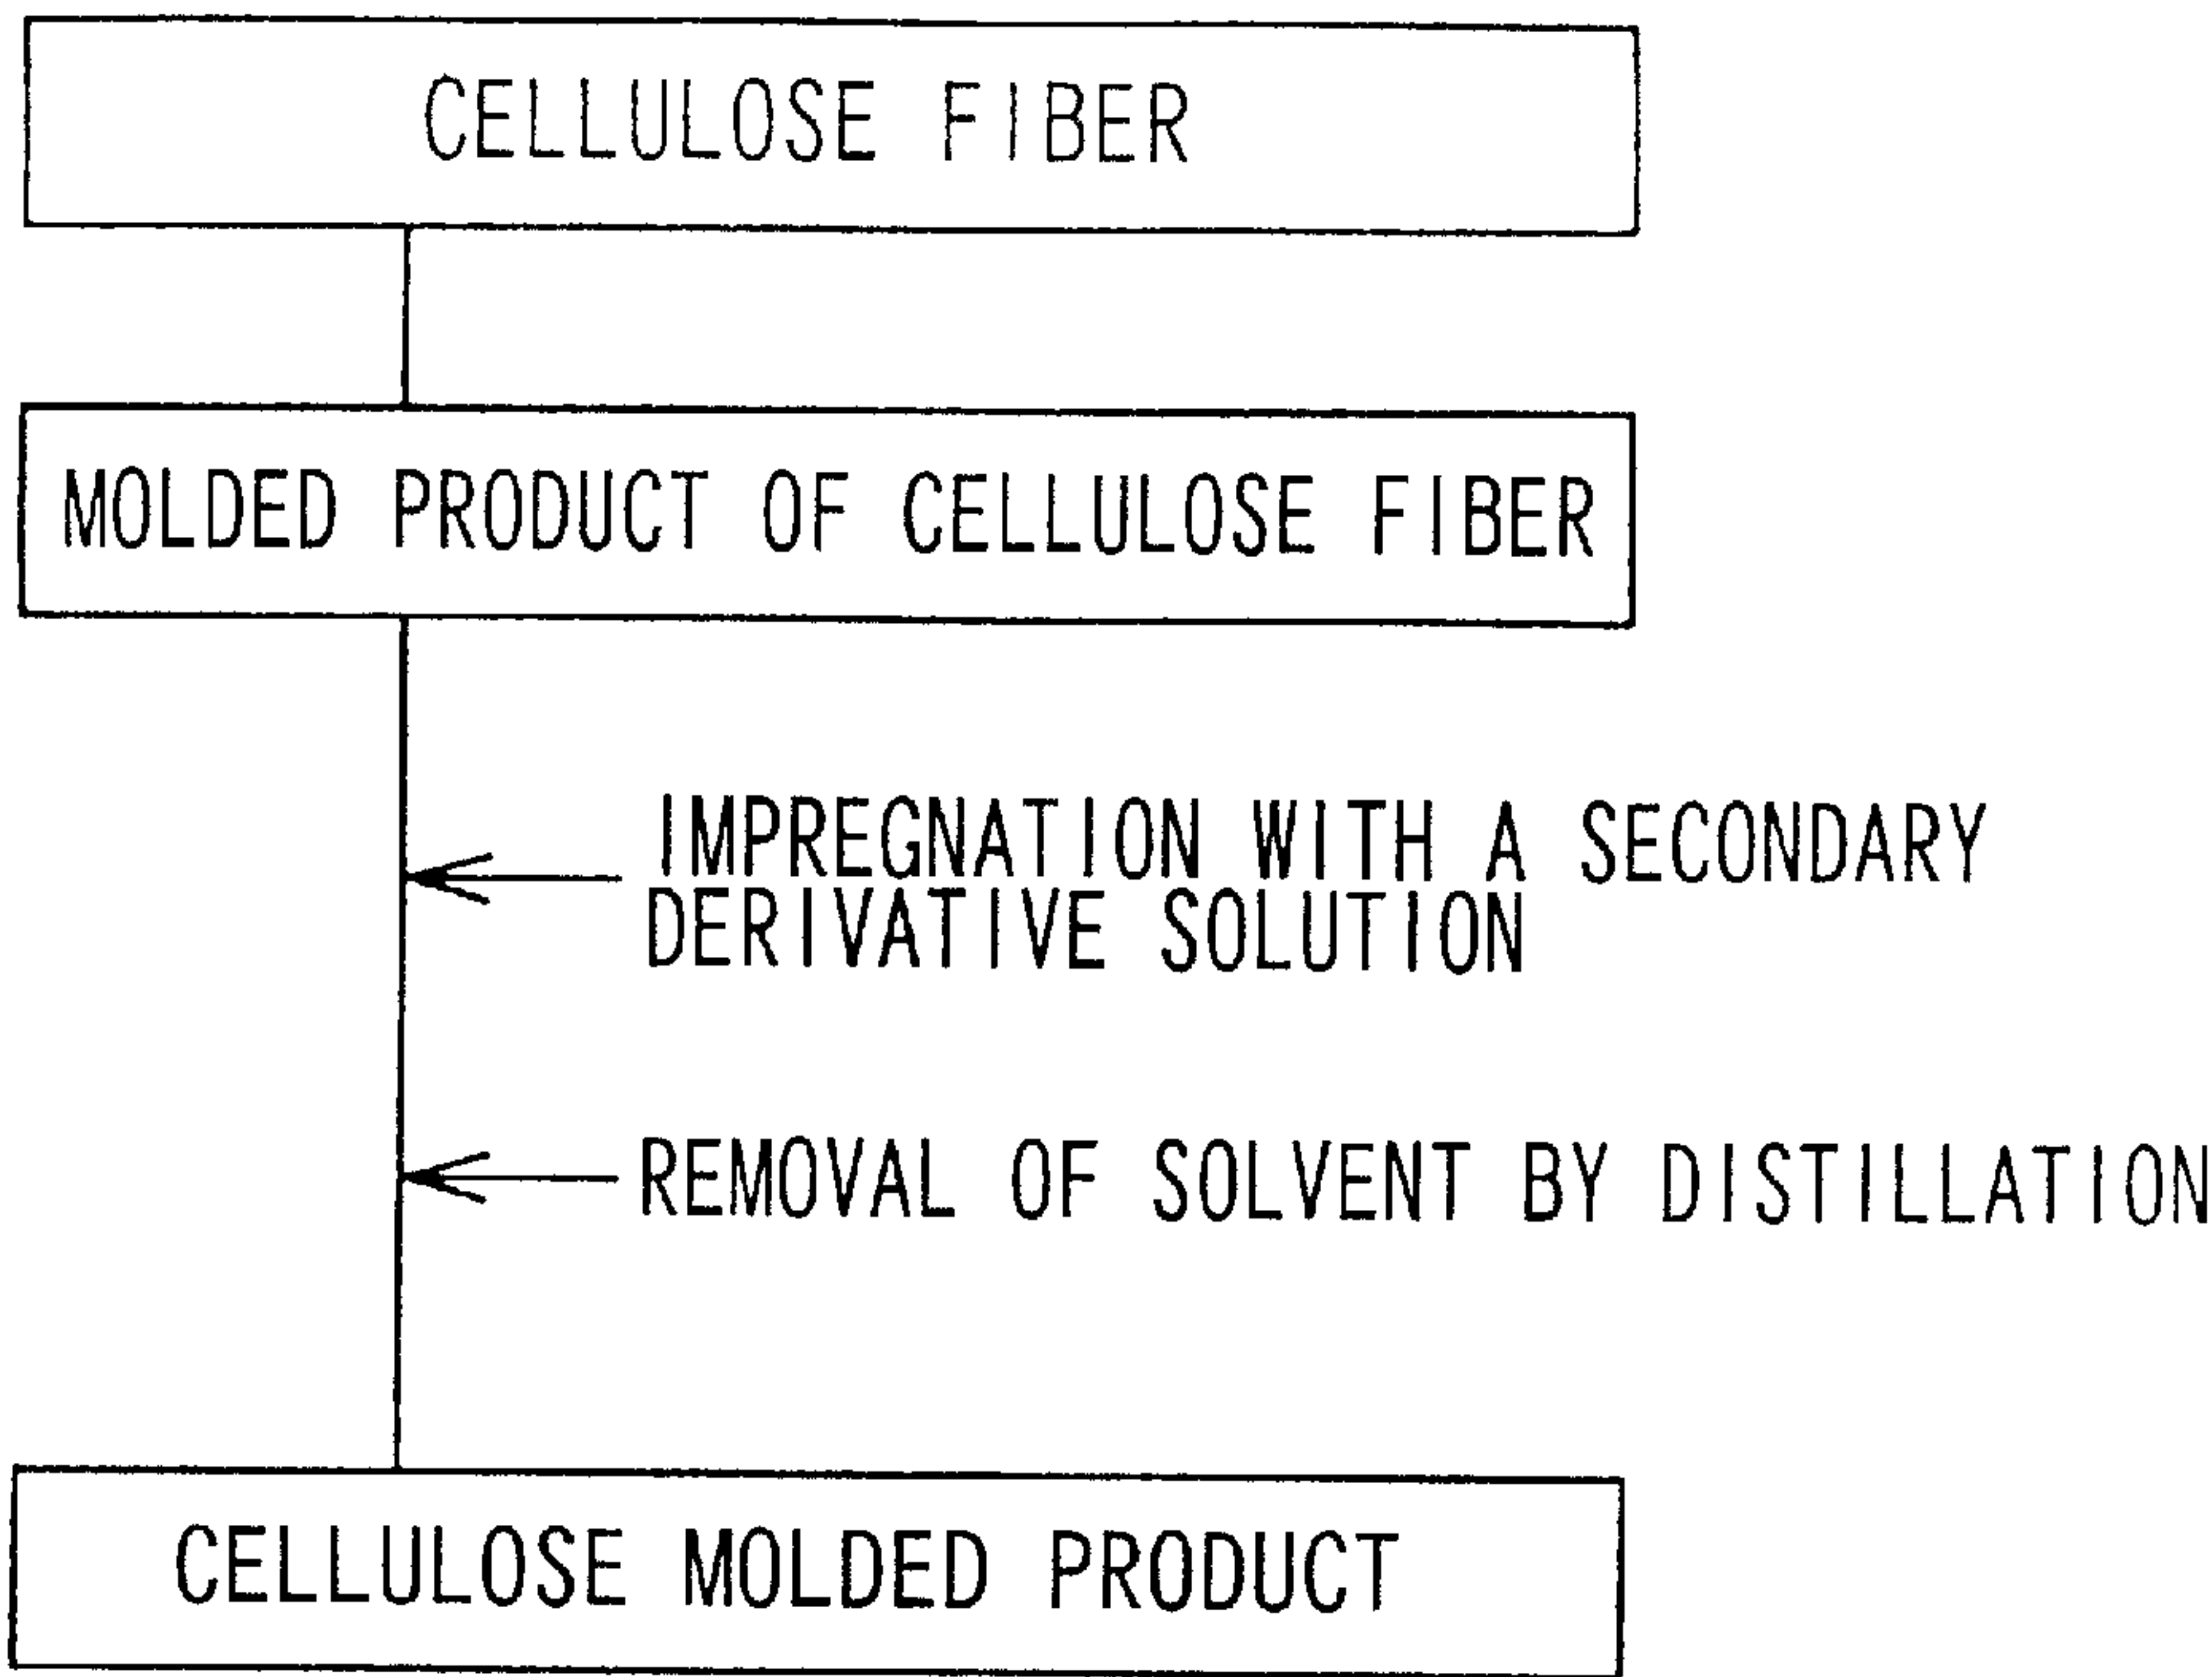 CELLULOSE FIBER
MOLDED PRODUCT OF CELLULOSE FIBER
IMPREGNATION WITH A SECONDARY
DERIVATIVE SOLUTION
REMOVAL OF SOLVENT BY DISTILLATION
CELLULOSE MOLDED PRODUCT